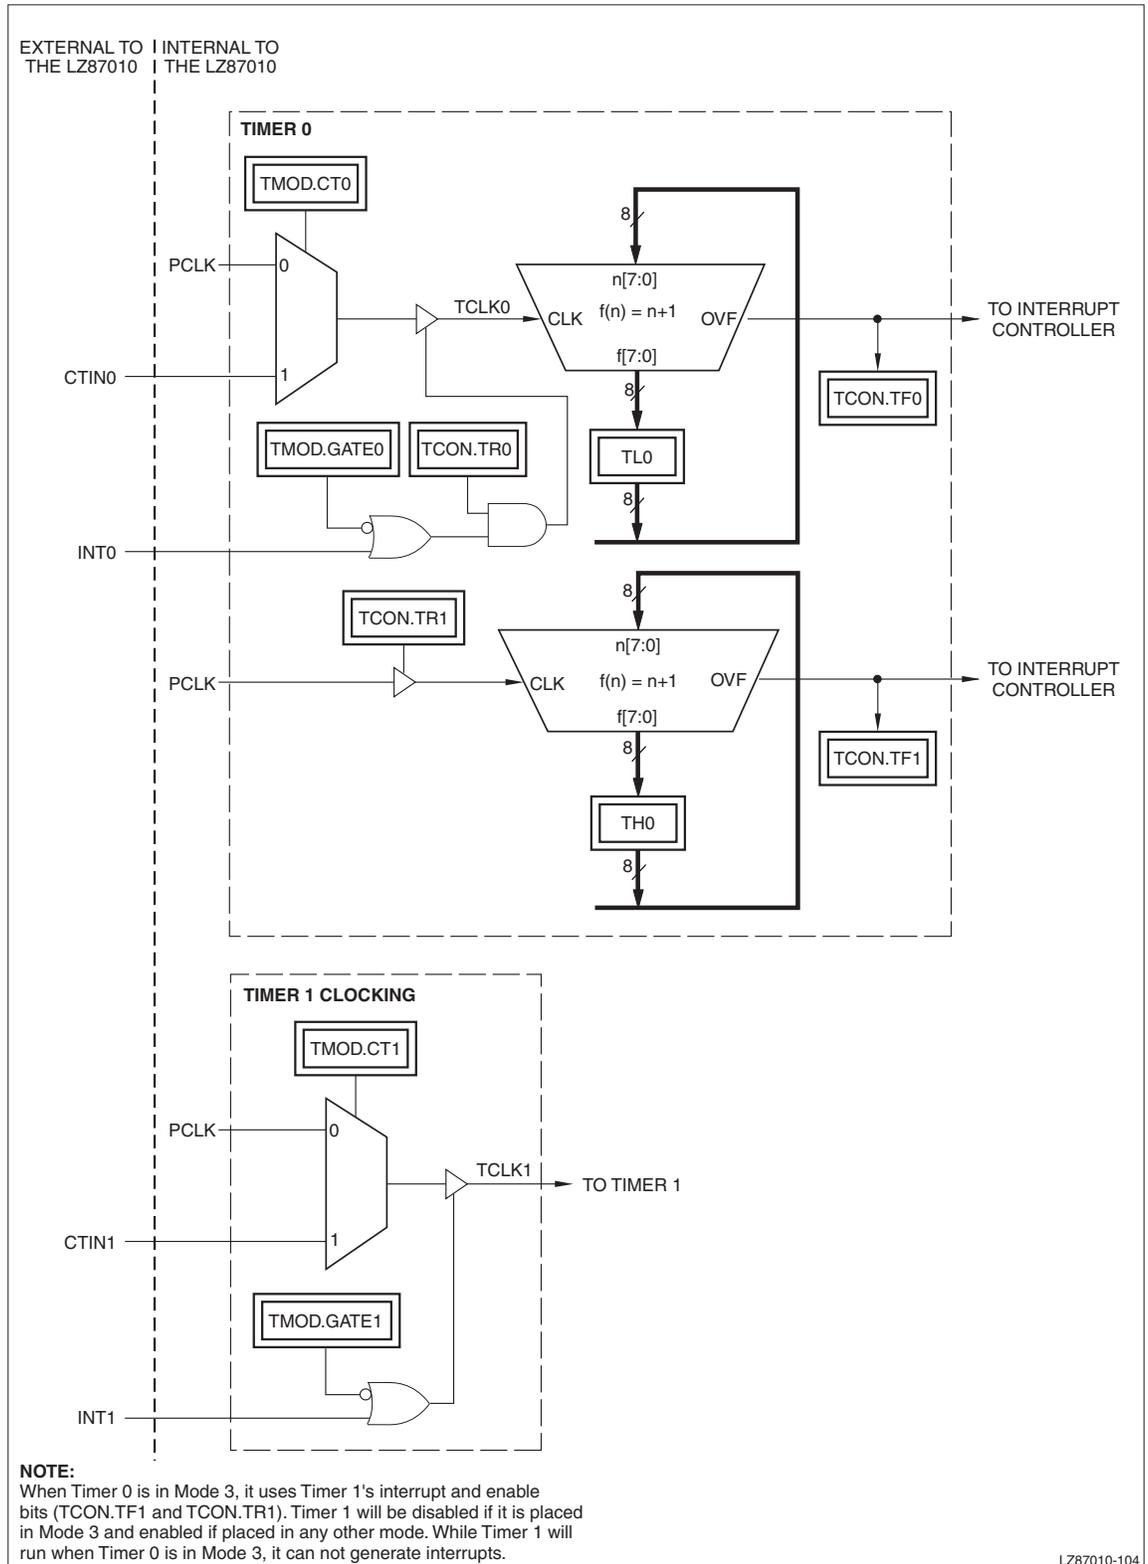 EXTERNAL TO
THE LZ87010
INTERNAL TO
THE LZ87010
TIMER 0
TMOD.CT0
PCLK
0
CTIN0
1
TCLK0
8
n[7:0]
CLK
f(n) = n+1
OVF
f[7:0]
8
TL0
8
TO INTERRUPT
CONTROLLER
TCON.TF0
TMOD.GATE0
TCON.TR0
INT0
TCON.TR1
PCLK
8
n[7:0]
CLK
f(n) = n+1
OVF
f[7:0]
8
TH0
8
TO INTERRUPT
CONTROLLER
TCON.TF1
TIMER 1 CLOCKING
TMOD.CT1
PCLK
0
CTIN1
1
TCLK1
TO TIMER 1
TMOD.GATE1
INT1
NOTE:
When Timer 0 is in Mode 3, it uses Timer 1's interrupt and enable
bits (TCON.TF1 and TCON.TR1). Timer 1 will be disabled if it is placed
in Mode 3 and enabled if placed in any other mode. While Timer 1 will
run when Timer 0 is in Mode 3, it can not generate interrupts.
LZ87010-104